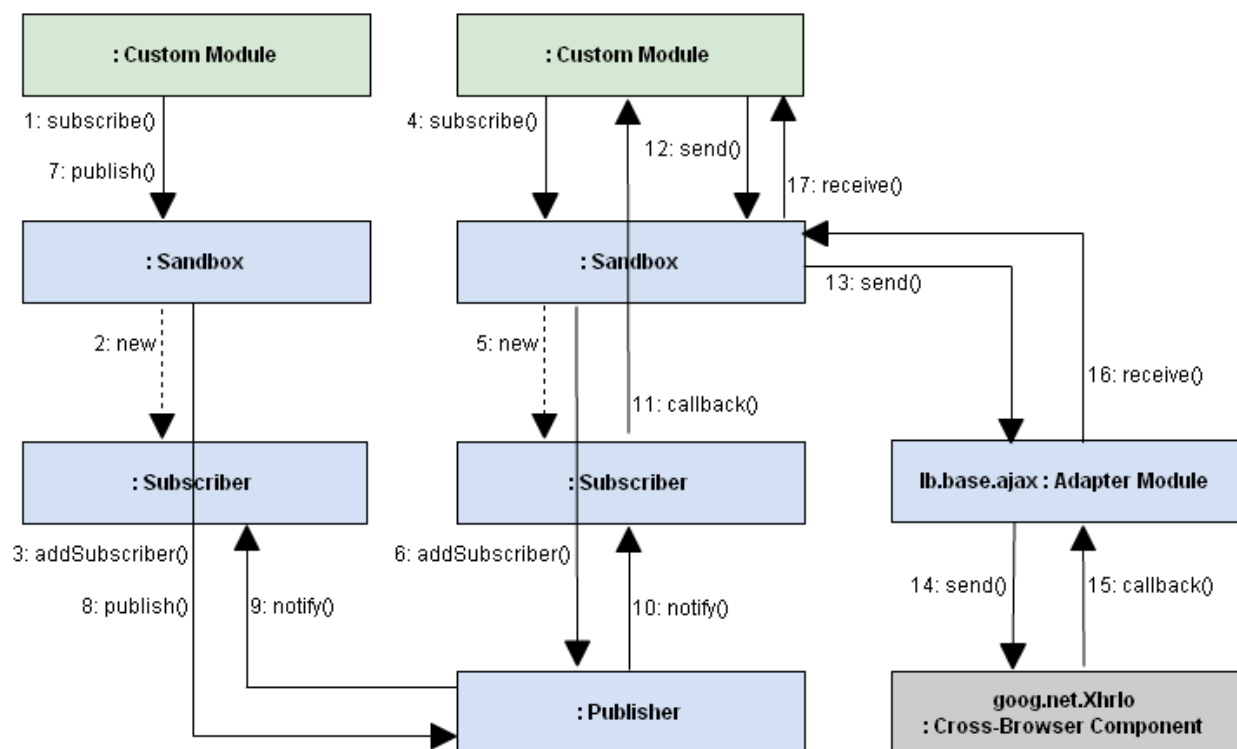 : Custom Module
: Custom Module
1: subscribe()
4: subscribe()
12: send()
7: publish()
17: receive()
: Sandbox
: Sandbox
13: send()
2: new
5: new
16: receive()
11: callback()
: Subscriber
: Subscriber
lb.base.ajax : Adapter Module
3: addSubscriber()
6: addSubscriber()
14: send()
15: callback()
8: publish()
9: notify()
10: notify()
: Publisher
goog.net.XhrIo
: Cross-Browser Component